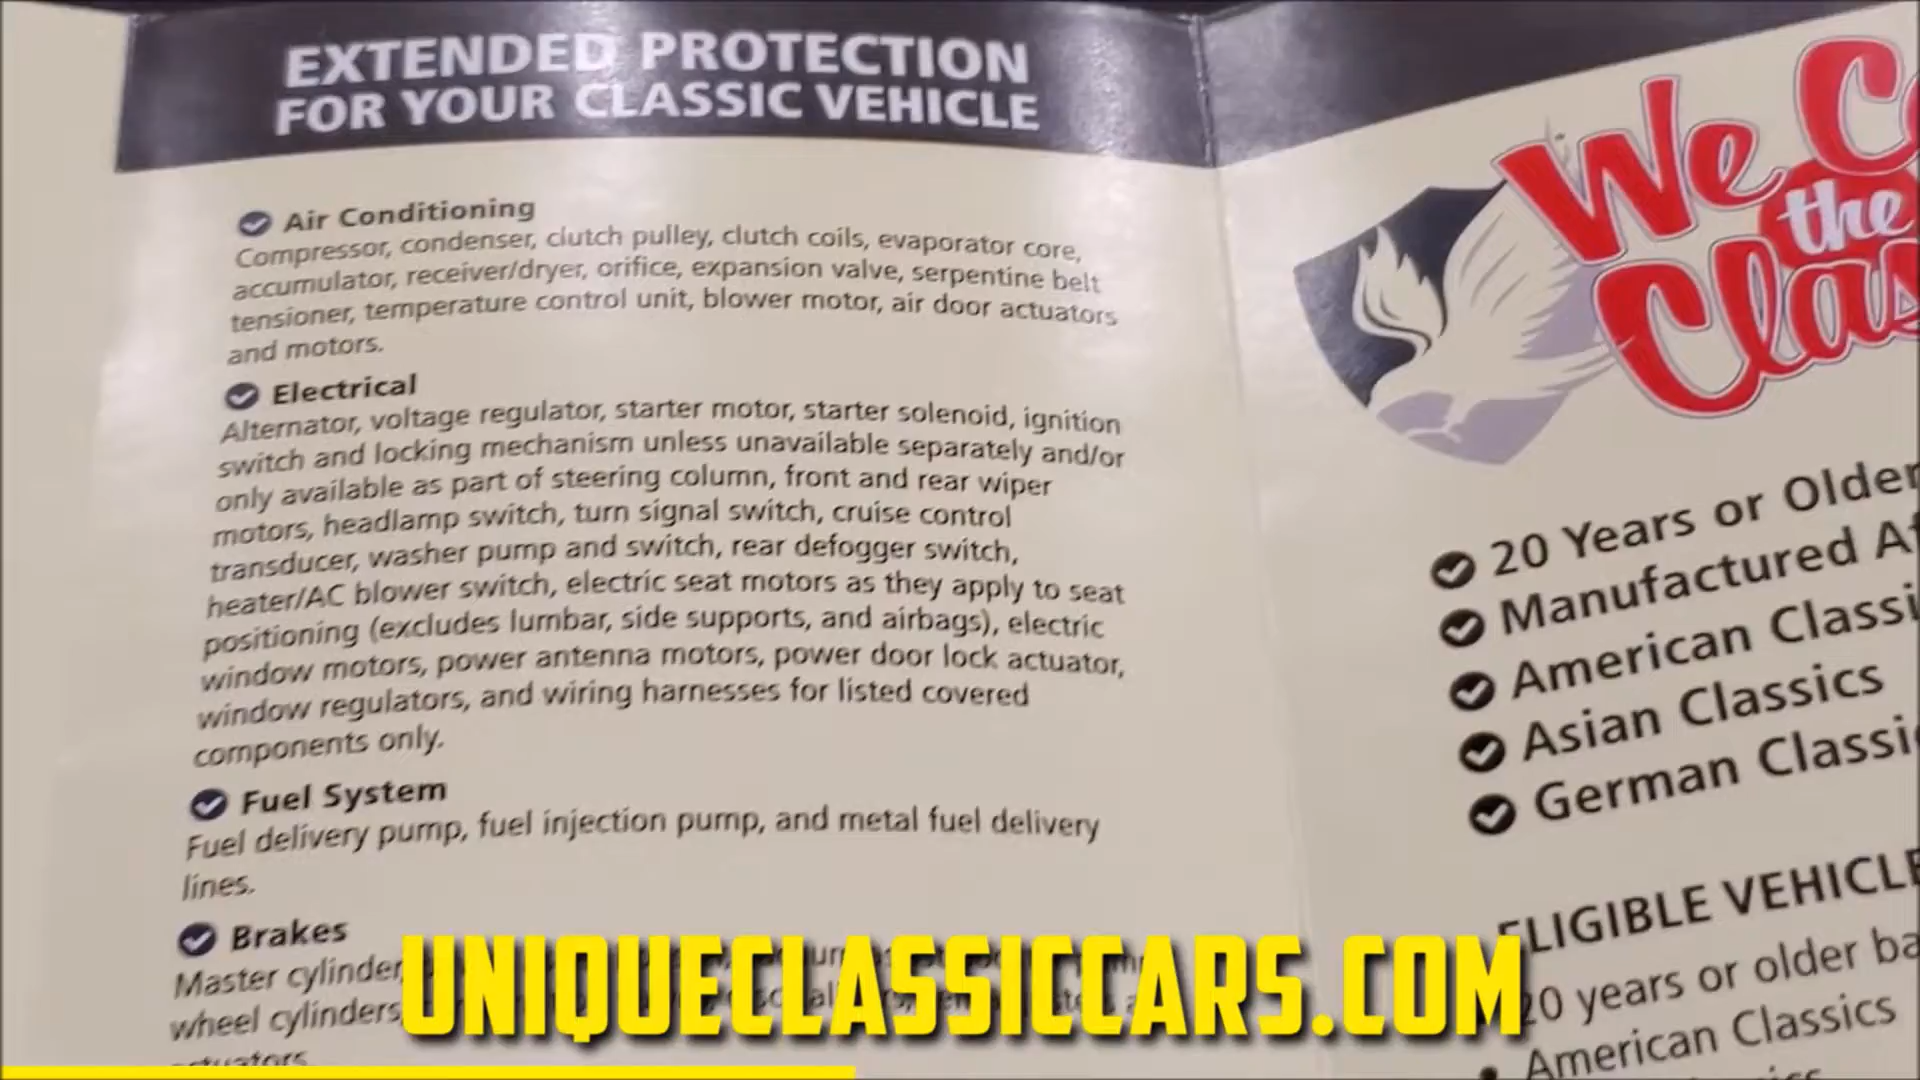 EXTENDED PROTECTION
FOR YOUR CLASSIC VEHICLE
Air Conditioning
Compressor, condenser, clutch pulley, clutch coils, evaporator core,
accumulator, receiver/dryer, orifice, expansion valve, serpentine belt
tensioner, temperature control unit, blower motor, air door actuators
and motors.
Electrical
Alternator, voltage regulator, starter motor, starter solenoid, ignition
switch and locking mechanism unless unavailable separately and/or
only available as part of steering column, front and rear wiper
motors, headlamp switch, turn signal switch, cruise control
transducer, washer pump and switch, rear defogger switch,
heater/AC blower switch, electric seat motors as they apply to seat
positioning (excludes lumbar, side supports, and airbags), electric
window motors, power antenna motors, power door lock actuator,
window regulators, and wiring harnesses for listed covered
components only.
Fuel System
Fuel delivery pump, fuel injection pump, and metal fuel delivery
lines.
Brakes
Master cylinder,
wheel cylinders,
actuators.
We
the
20 Years or Older
Manufactured
American
Asian Classics
German
ELIGIBLE
20 years or older
American Classics
UNIQUECLASSICCARS.COM